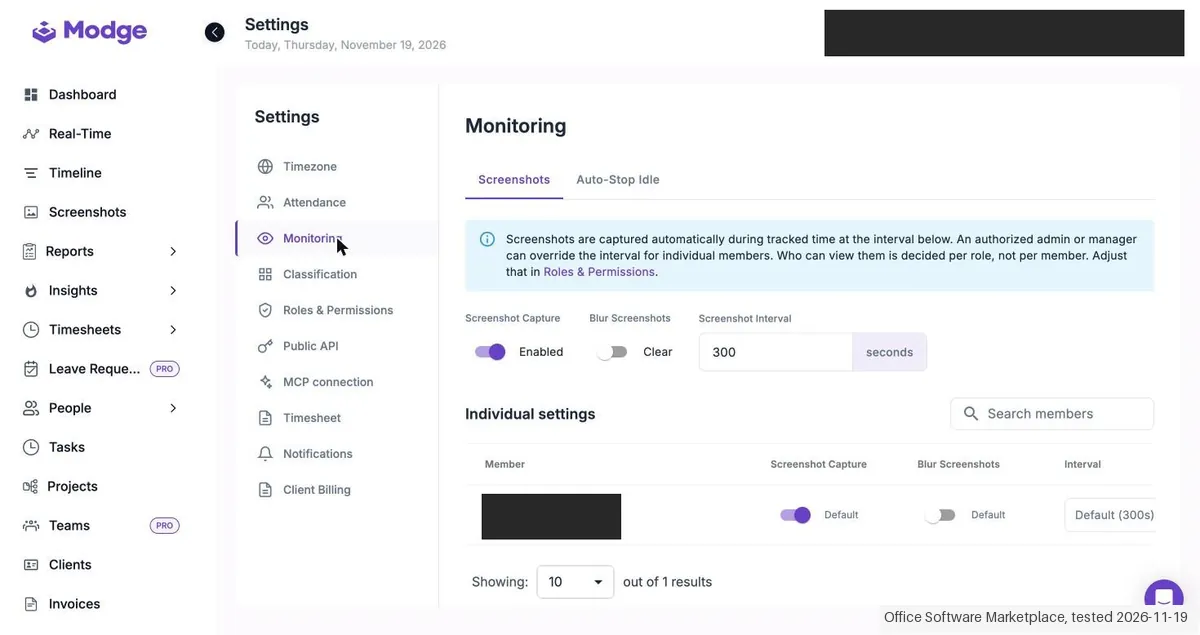 Modge
Settings
Today, Thursday, November 19, 2026
Dashboard
Real-Time
Timeline
Screenshots
Reports
Insights
Timesheets
Leave Reque... PRO
People
Tasks
Projects
Teams PRO
Clients
Invoices
Settings
Timezone
Attendance
Monitoring
Classification
Roles & Permissions
Public API
MCP connection
Timesheet
Notifications
Client Billing
Monitoring
Screenshots Auto-Stop Idle
Screenshots are captured automatically during tracked time at the interval below. An authorized admin or manager
can override the interval for individual members. Who can view them is decided per role, not per member. Adjust
that in Roles & Permissions.
Screenshot Capture Blur Screenshots Screenshot Interval
Enabled Clear 300 seconds
Individual settings Search members
Member Screenshot Capture Blur Screenshots Interval
Default Default Default (300s)
Showing: 10 out of 1 results
Office Software Marketplace, tested 2026-11-19